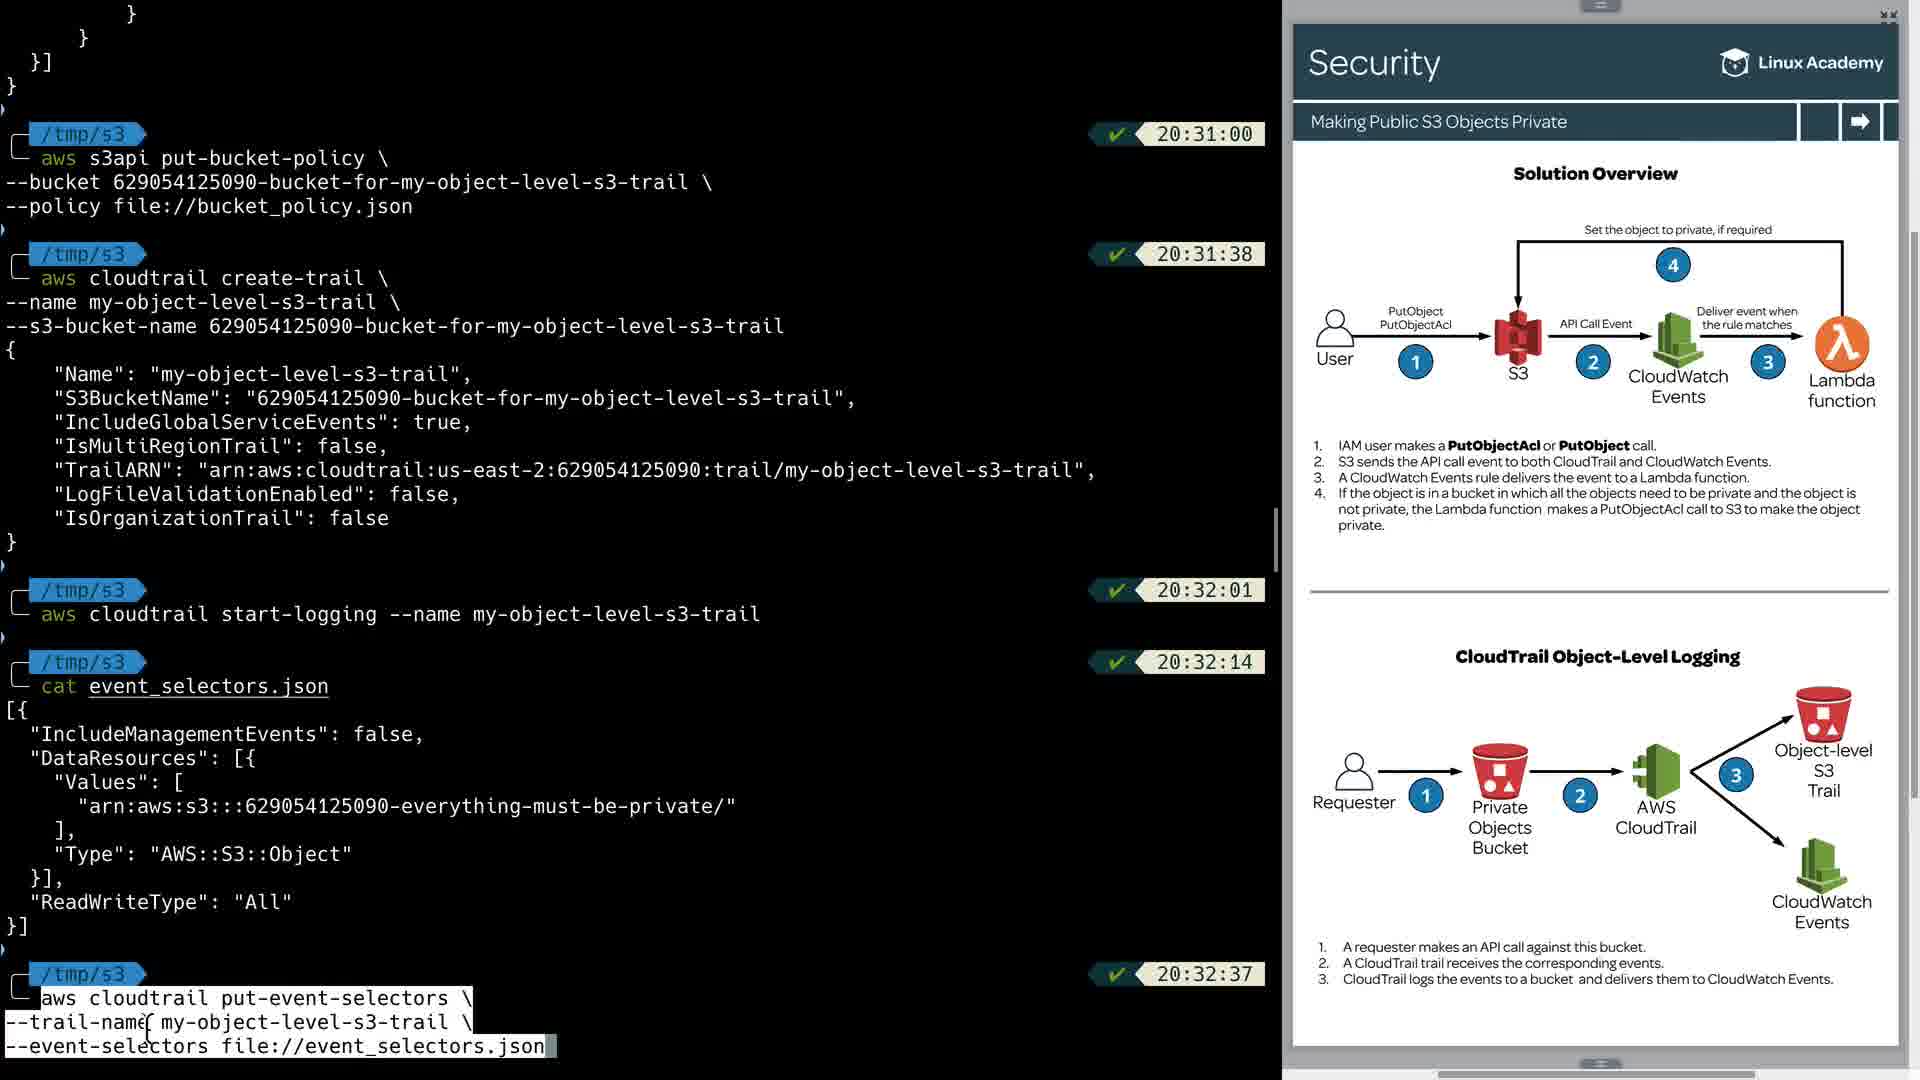 }
}
}]
}
/tmp/s3
20:31:00
aws s3api put-bucket-policy \
--bucket 629054125090-bucket-for-my-object-level-s3-trail \
--policy file://bucket_policy.json
/tmp/s3
20:31:38
aws cloudtrail create-trail \
--name my-object-level-s3-trail \
--s3-bucket-name 629054125090-bucket-for-my-object-level-s3-trail
{
"Name": "my-object-level-s3-trail",
"S3BucketName": "629054125090-bucket-for-my-object-level-s3-trail",
"IncludeGlobalServiceEvents": true,
"IsMultiRegionTrail": false,
"TrailARN": "arn:aws:cloudtrail:us-east-2:629054125090:trail/my-object-level-s3-trail",
"LogFileValidationEnabled": false,
"IsOrganizationTrail": false
}
/tmp/s3
20:32:01
aws cloudtrail start-logging --name my-object-level-s3-trail
/tmp/s3
20:32:14
cat event_selectors.json
[{
"IncludeManagementEvents": false,
"DataResources": [{
"Values": [
"arn:aws:s3:::629054125090-everything-must-be-private/"
],
"Type": "AWS::S3::Object"
}],
"ReadWriteType": "All"
}]
/tmp/s3
20:32:37
aws cloudtrail put-event-selectors \
--trail-name my-object-level-s3-trail \
--event-selectors file://event_selectors.json
Security
Linux Academy
Making Public S3 Objects Private
Solution Overview
Set the object to private, if required
4
PutObject
PutObjectAcl
API Call Event
Deliver event when
the rule matches
1
2
3
User
S3
CloudWatch
Events
Lambda
function
1. IAM user makes a PutObjectAcl or PutObject call.
2. S3 sends the API call event to both CloudTrail and CloudWatch Events.
3. A CloudWatch Events rule delivers the event to a Lambda function.
4. If the object is in a bucket in which all the objects need to be private and the object is
not private, the Lambda function makes a PutObjectAcl call to S3 to make the object
private.
CloudTrail Object-Level Logging
Object-level
S3
Trail
1
2
3
Requester
Private
Objects
Bucket
AWS
CloudTrail
CloudWatch
Events
1. A requester makes an API call against this bucket.
2. A CloudTrail trail receives the corresponding events.
3. CloudTrail logs the events to a bucket and delivers them to CloudWatch Events.